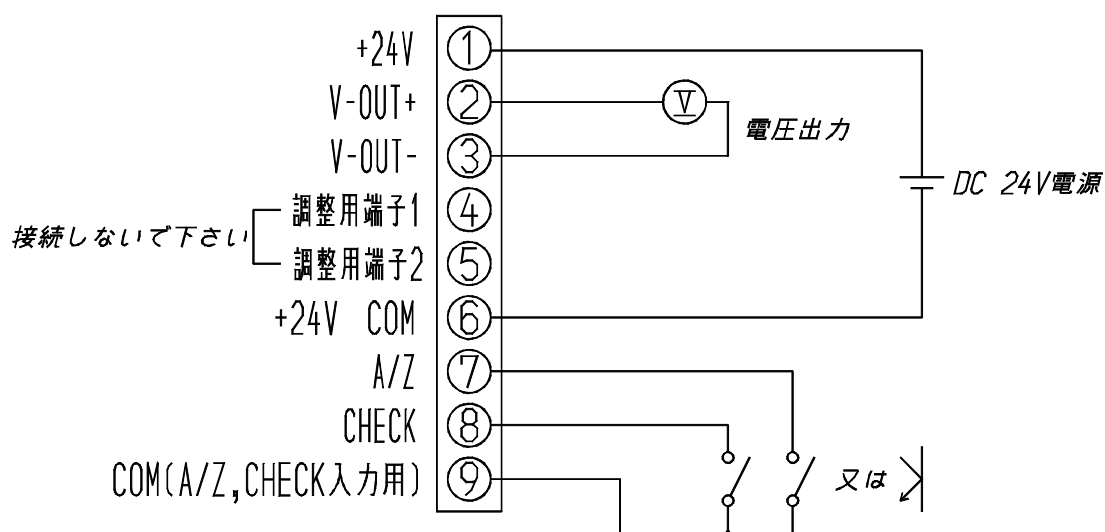 +24V ①
V-OUT+ ② V 電圧出力
V-OUT- ③
DC 24V電源
調整用端子1 ④
接続しないで下さい
調整用端子2 ⑤
+24V COM ⑥
A/Z ⑦
CHECK ⑧
COM(A/Z,CHECK入力用) ⑨
又は